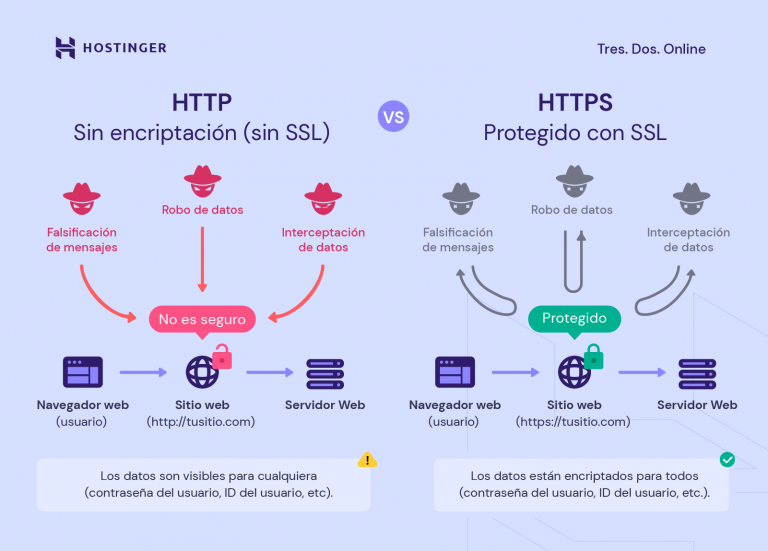 HOSTINGER
Tres. Dos. Online
HTTP
Sin encriptación (sin SSL)
VS
HTTPS
Protegido con SSL
Robo de datos
Falsificación
de mensajes
Interceptación
de datos
No es seguro
Navegador web
(usuario)
Sitio web
(http://tusitio.com)
Servidor Web
Los datos son visibles para cualquiera
(contraseña del usuario, ID del usuario, etc).
Robo de datos
Falsificación
de mensajes
Interceptación
de datos
Protegido
Navegador web
(usuario)
Sitio web
(https://tusitio.com)
Servidor Web
Los datos están encriptados para todos
(contraseña del usuario, ID del usuario, etc.).